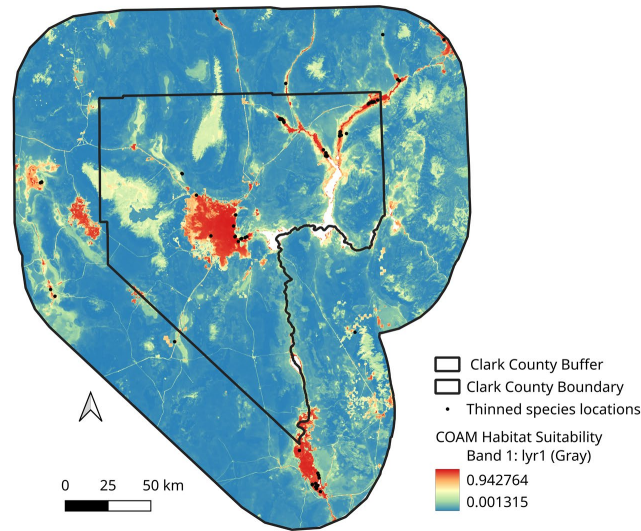 Clark County Buffer
Clark County Boundary
Thinned species locations
COAM Habitat Suitability
Band 1: lyr1 (Gray)
0.942764
0.001315
0 25 50 km